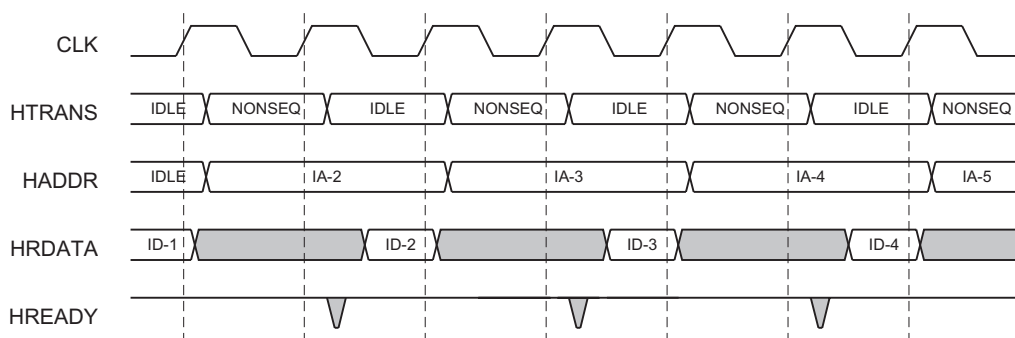 CLK
HTRANS IDLE NONSEQ IDLE NONSEQ IDLE NONSEQ IDLE NONSEQ
HADDR IDLE IA-2 IA-3 IA-4 IA-5
HRDATA ID-1 ID-2 ID-3 ID-4
HREADY